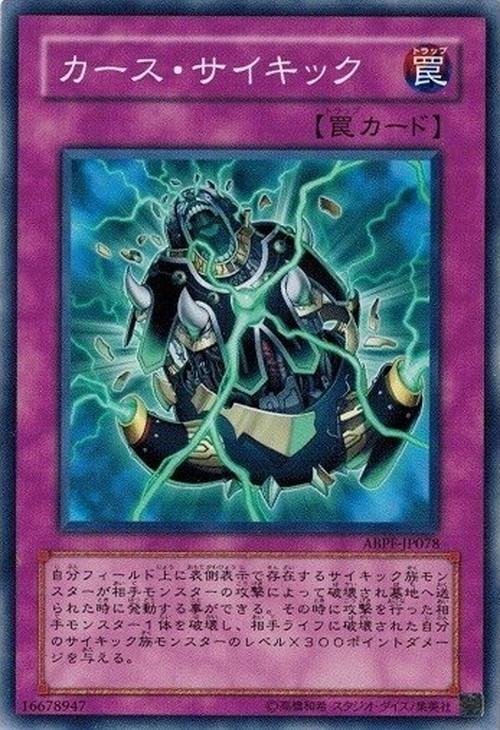 カース・サイキック
トラップ
罠
【罠カード】
ABPF-JP078
自分フィールド上に表側表示で存在するサイキック族モン
スターが相手モンスターの攻撃によって破壊され墓地へ送
られた時に発動する事ができる。その時に攻撃を行った相
手モンスター１体を破壊し、相手ライフに破壊された自分
のサイキック族モンスターのレベル×３００ポイントダメー
ジを与える。
16678947
©高橋和希 スタジオ・ダイス/集英社